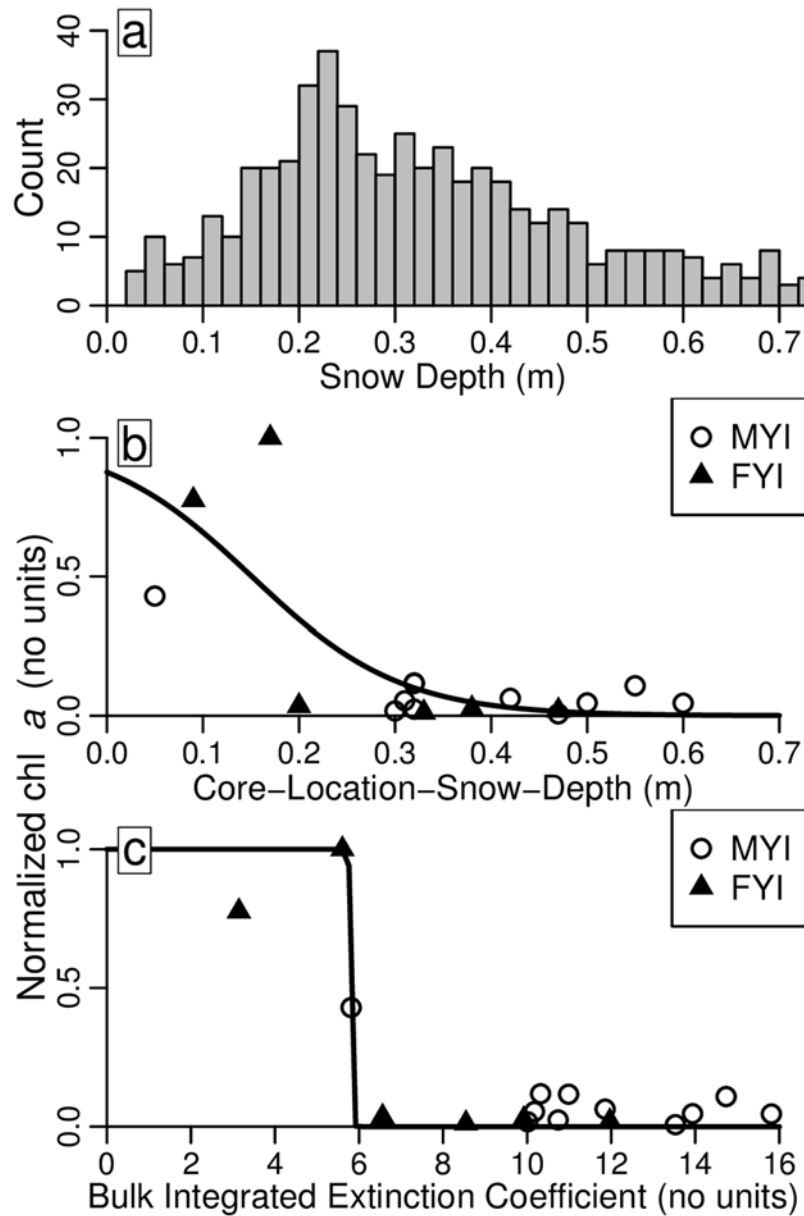 a
40
30
20
10
0
Count
0.0 0.1 0.2 0.3 0.4 0.5 0.6 0.7
Snow Depth (m)
b
MYI
FYI
1.0
0.5
0.0
0.0 0.1 0.2 0.3 0.4 0.5 0.6 0.7
Core−Location−Snow−Depth (m)
Normalized chl a (no units)
c
MYI
FYI
1.0
0.5
0.0
0 2 4 6 8 10 12 14 16
Bulk Integrated Extinction Coefficient (no units)